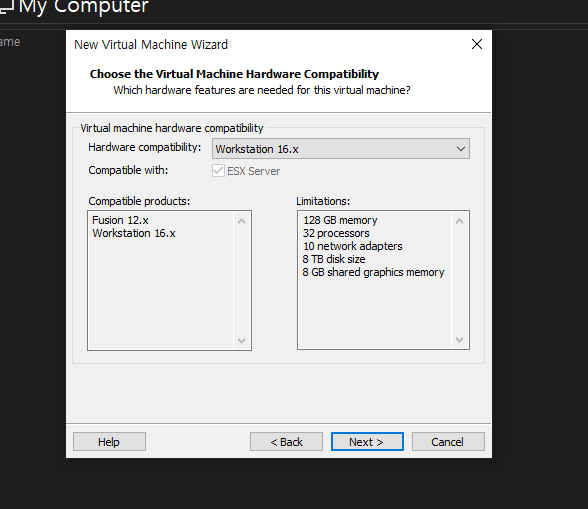 My Computer
ame
New Virtual Machine Wizard
Choose the Virtual Machine Hardware Compatibility
Which hardware features are needed for this virtual machine?
Virtual machine hardware compatibility
Hardware compatibility:
Workstation 16.x
Compatible with:
ESX Server
Compatible products:
Fusion 12.x
Workstation 16.x
Limitations:
128 GB memory
32 processors
10 network adapters
8 TB disk size
8 GB shared graphics memory
Help
< Back
Next >
Cancel